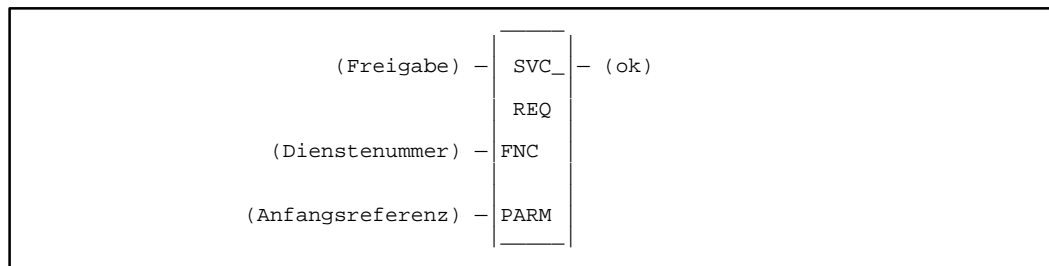 (Freigabe) — SVC_ — (ok)
REQ
(Dienstenummer) — FNC
(Anfangsreferenz) — PARM